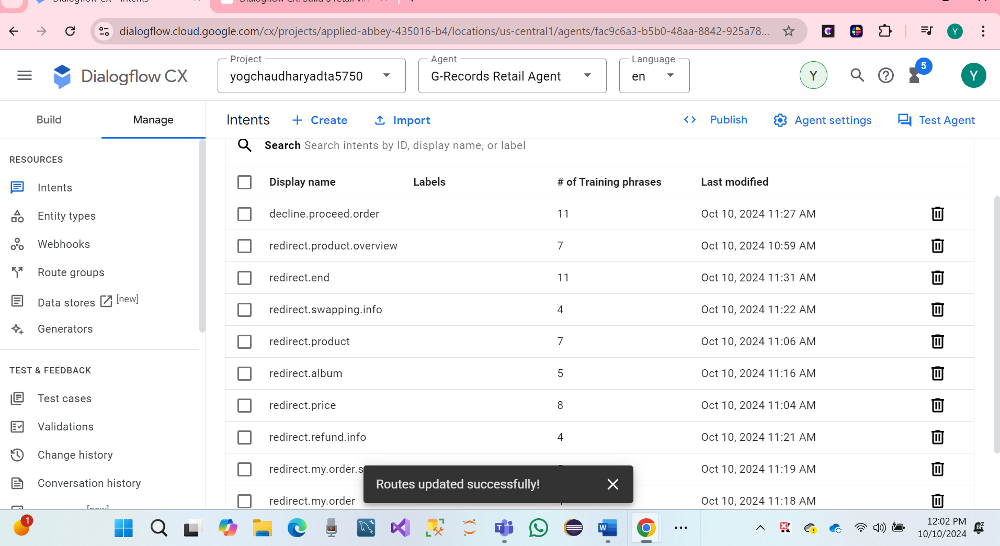 dialogflow.cloud.google.com/cx/projects/applied-abbey-435016-b4/locations/us-central1/agents/fac9c6a3-b5b0-48aa-8842-925a78...
Y
Dialogflow CX
Project
yogchaudharyadta5750
Agent
G-Records Retail Agent
Language
en
Y
5
Y
Build
Manage
Intents
Create
Import
Publish
Agent settings
Test Agent
RESOURCES
Intents
Entity types
Webhooks
Route groups
Data stores [new]
Generators
TEST & FEEDBACK
Test cases
Validations
Change history
Conversation history
[new]
Search Search intents by ID, display name, or label
Display name Labels # of Training phrases Last modified
decline.proceed.order 11 Oct 10, 2024 11:27 AM
redirect.product.overview 7 Oct 10, 2024 10:59 AM
redirect.end 11 Oct 10, 2024 11:31 AM
redirect.swapping.info 4 Oct 10, 2024 11:22 AM
redirect.product 7 Oct 10, 2024 11:06 AM
redirect.album 5 Oct 10, 2024 11:16 AM
redirect.price 8 Oct 10, 2024 11:04 AM
redirect.refund.info 4 Oct 10, 2024 11:21 AM
redirect.my.order.s Oct 10, 2024 11:19 AM
redirect.my.order Oct 10, 2024 11:18 AM
Routes updated successfully!
1
12:02 PM
10/10/2024